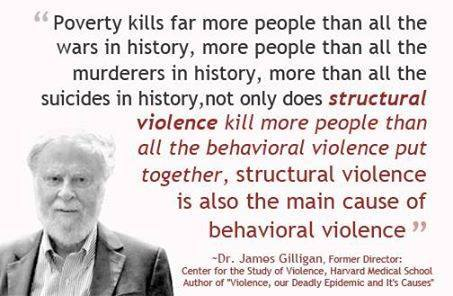 “ Poverty kills far more people than all the
wars in history, more people than all the
murderers in history, more than all the
suicides in history,not only does structural
violence kill more people than
all the behavioral violence put
together, structural violence
is also the main cause of
behavioral violence ”
~Dr. James Gilligan, Former Director:
Center for the Study of Violence, Harvard Medical School
Author of "Violence, our Deadly Epidemic and It's Causes"